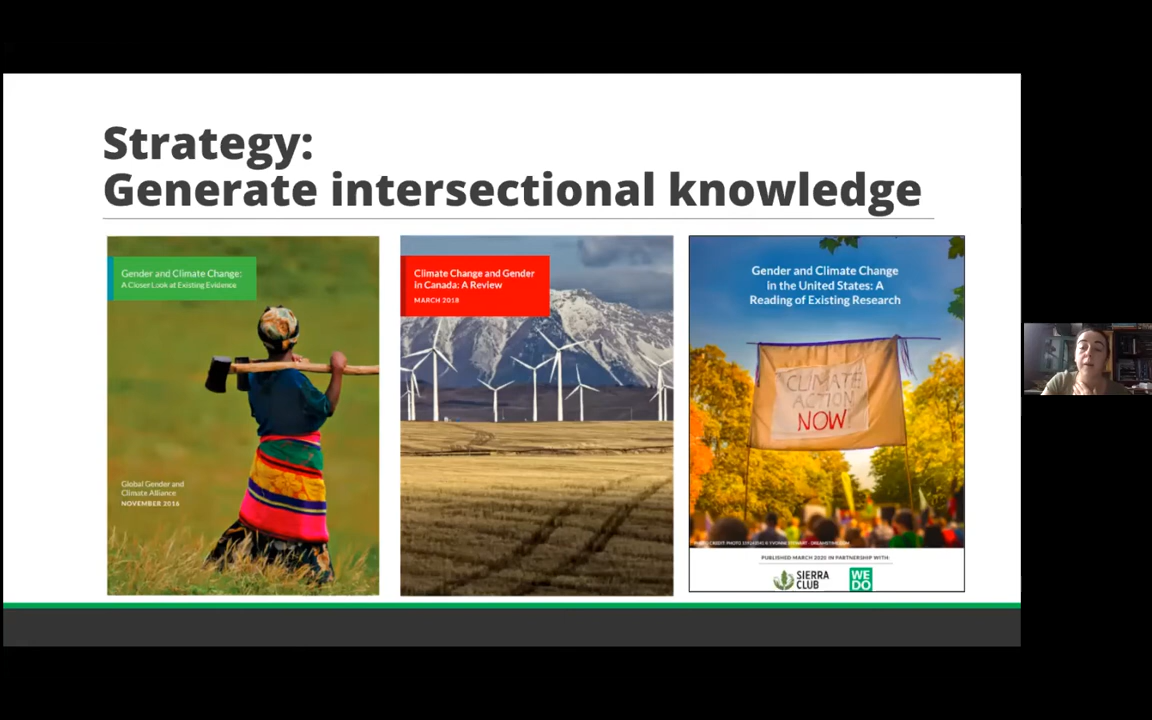 Strategy:
Generate intersectional knowledge
Gender and Climate Change:
A Closer Look at Existing Evidence
Global Gender and
Climate Alliance
NOVEMBER 2016
Climate Change and Gender
in Canada: A Review
MARCH 2018
Gender and Climate Change
in the United States: A
Reading of Existing Research
CLIMATE
ACTION
NOW!
PUBLISHED MARCH 2020 IN PARTNERSHIP WITH:
SIERRA
CLUB
WE
DO